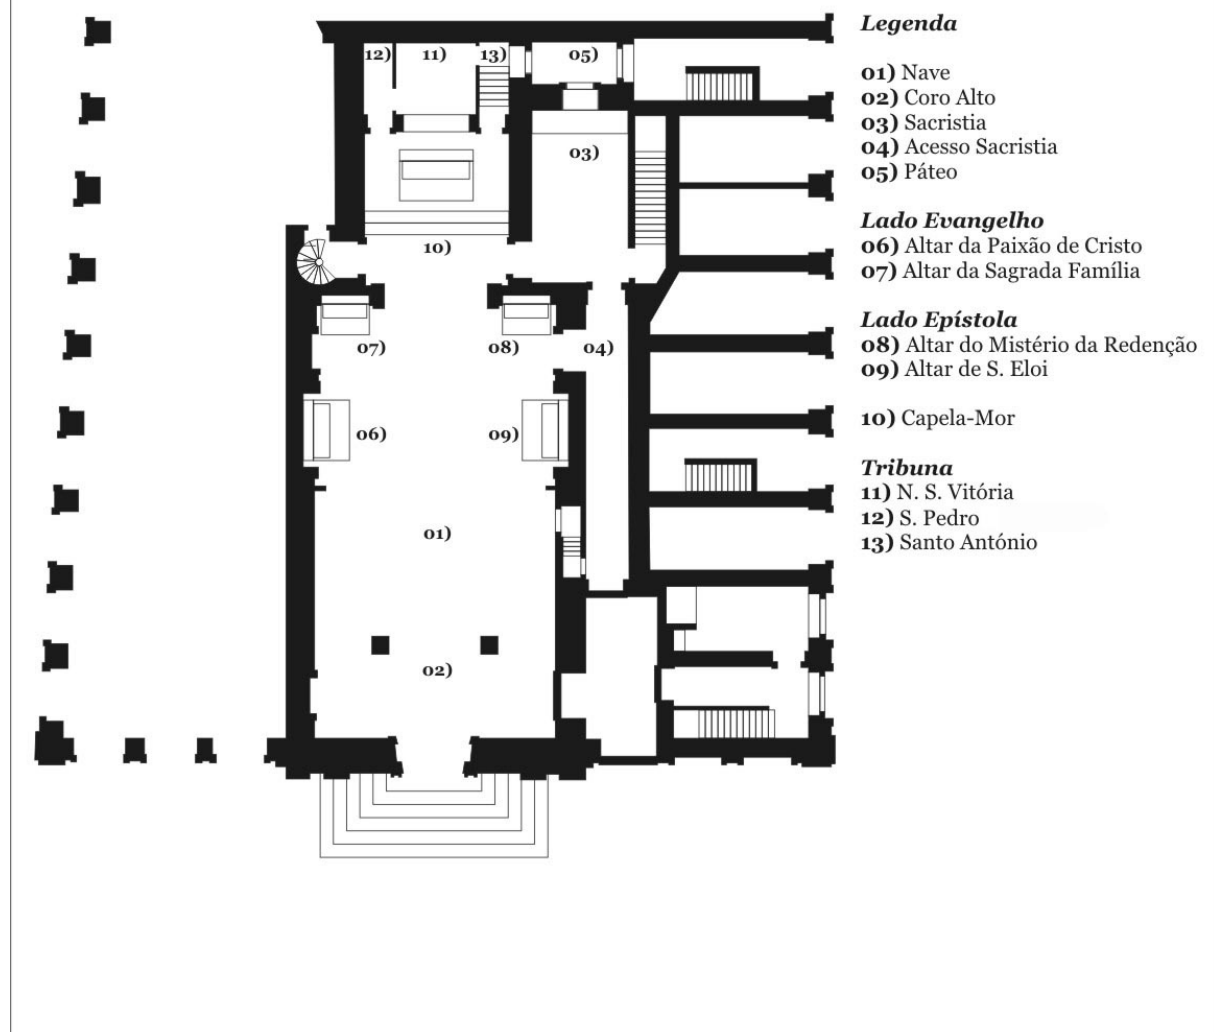 12)
11)
13)
05)
03)
10)
07)
08)
04)
06)
09)
01)
02)
Legenda
01) Nave
02) Coro Alto
03) Sacristia
04) Acesso Sacristia
05) Páteo
Lado Evangelho
06) Altar da Paixão de Cristo
07) Altar da Sagrada Família
Lado Epístola
08) Altar do Mistério da Redenção
09) Altar de S. Eloi
10) Capela-Mor
Tribuna
11) N. S. Vitória
12) S. Pedro
13) Santo António